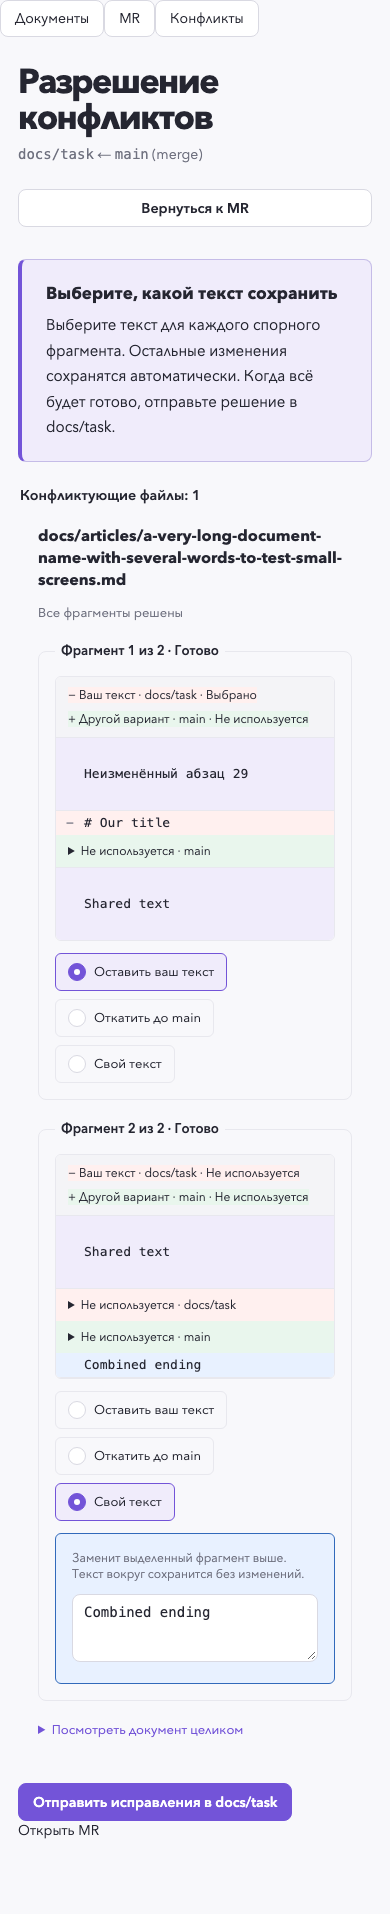 Документы MR Конфликты
Разрешение
конфликтов
docs/task ← main (merge)
Вернуться к MR
Выберите, какой текст сохранить
Выберите текст для каждого спорного
фрагмента. Остальные изменения
сохранятся автоматически. Когда всё
будет готово, отправьте решение в
docs/task.
Конфликтующие файлы: 1
docs/articles/a-very-long-document-
name-with-several-words-to-test-small-
screens.md
Все фрагменты решены
Фрагмент 1 из 2 · Готово
− Ваш текст · docs/task · Выбрано
+ Другой вариант · main · Не используется
Неизменённый абзац 29
− # Our title
▶ Не используется · main
Shared text
Оставить ваш текст
Откатить до main
Свой текст
Фрагмент 2 из 2 · Готово
− Ваш текст · docs/task · Не используется
+ Другой вариант · main · Не используется
Shared text
▶ Не используется · docs/task
▶ Не используется · main
Combined ending
Оставить ваш текст
Откатить до main
Свой текст
Заменит выделенный фрагмент выше.
Текст вокруг сохранится без изменений.
Combined ending
▶ Посмотреть документ целиком
Отправить исправления в docs/task
Открыть MR